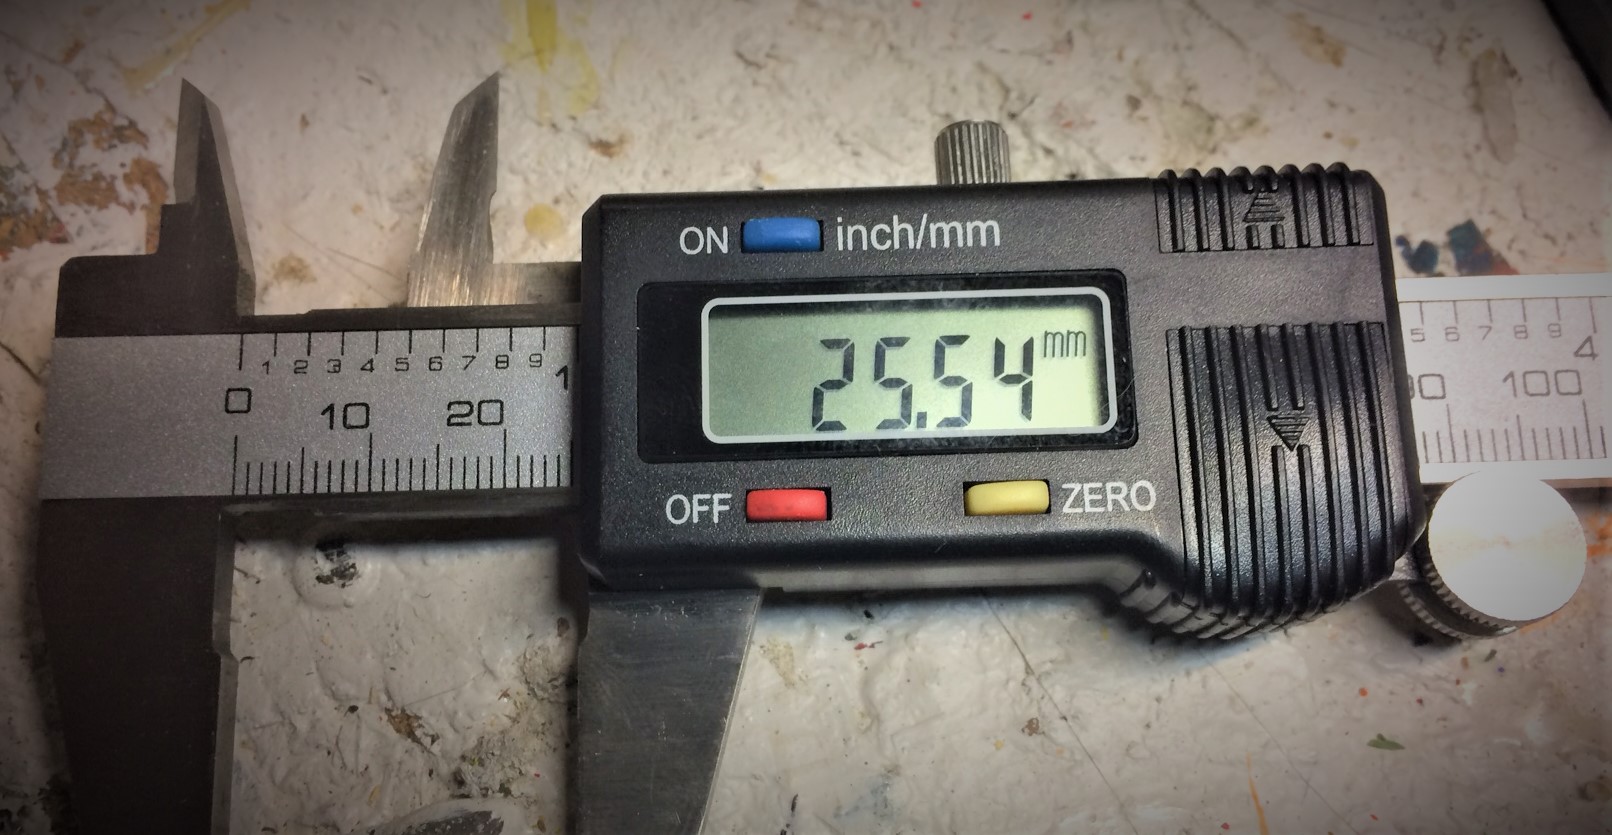 ON inch/mm
25.54 mm
OFF ZERO
1 2 3 4 5 6 7 8 9 1
0 10 20
5 6 7 8 9 4
100